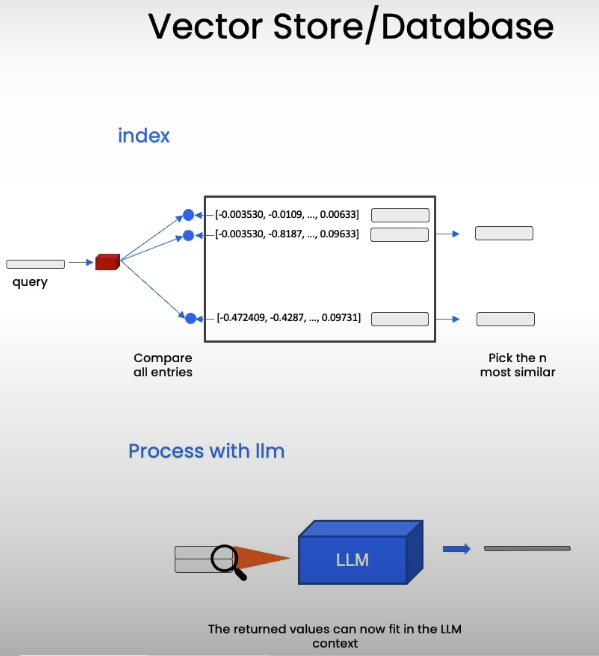 Vector Store/Database
index
[-0.003530, -0.0109, ..., 0.00633]
[-0.003530, -0.8187, ..., 0.09633]
query
[-0.472409, -0.4287, ..., 0.09731]
Compare
all entries
Pick the n
most similar
Process with llm
LLM
The returned values can now fit in the LLM
context